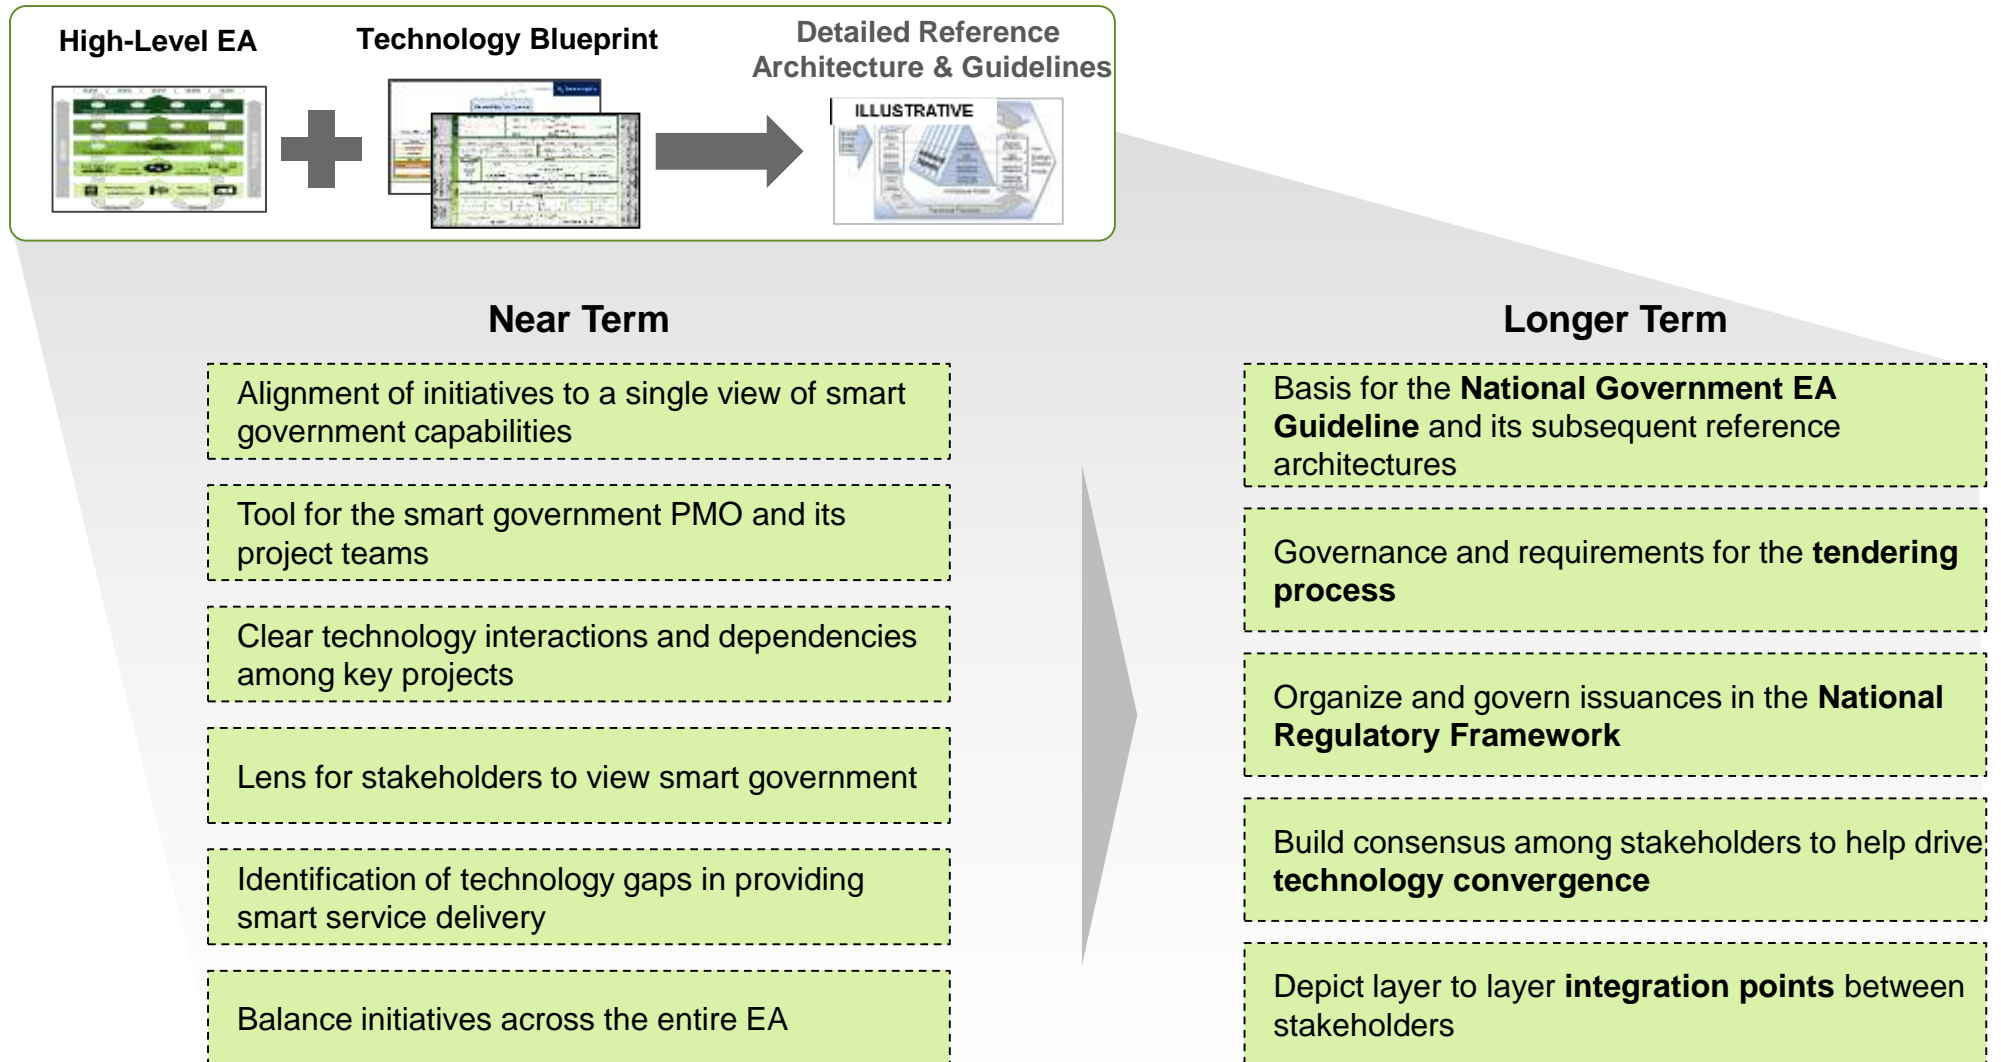 High-Level EA
Technology Blueprint
Detailed Reference
Architecture & Guidelines
ILLUSTRATIVE
Near Term
Alignment of initiatives to a single view of smart
government capabilities
Tool for the smart government PMO and its
project teams
Clear technology interactions and dependencies
among key projects
Lens for stakeholders to view smart government
Identification of technology gaps in providing
smart service delivery
Balance initiatives across the entire EA
Longer Term
Basis for the National Government EA
Guideline and its subsequent reference
architectures
Governance and requirements for the tendering
process
Organize and govern issuances in the National
Regulatory Framework
Build consensus among stakeholders to help drive
technology convergence
Depict layer to layer integration points between
stakeholders